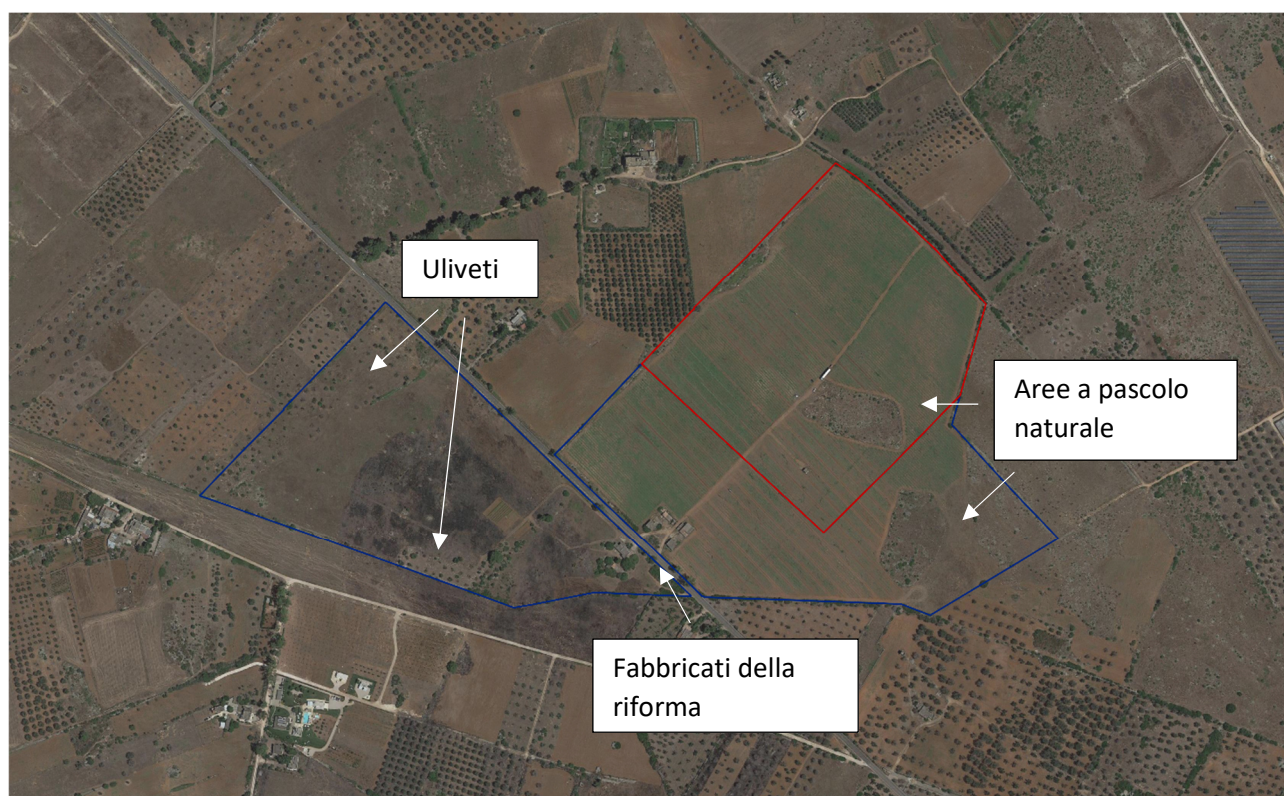 Uliveti
Aree a pascolo
naturale
Fabbricati della
riforma